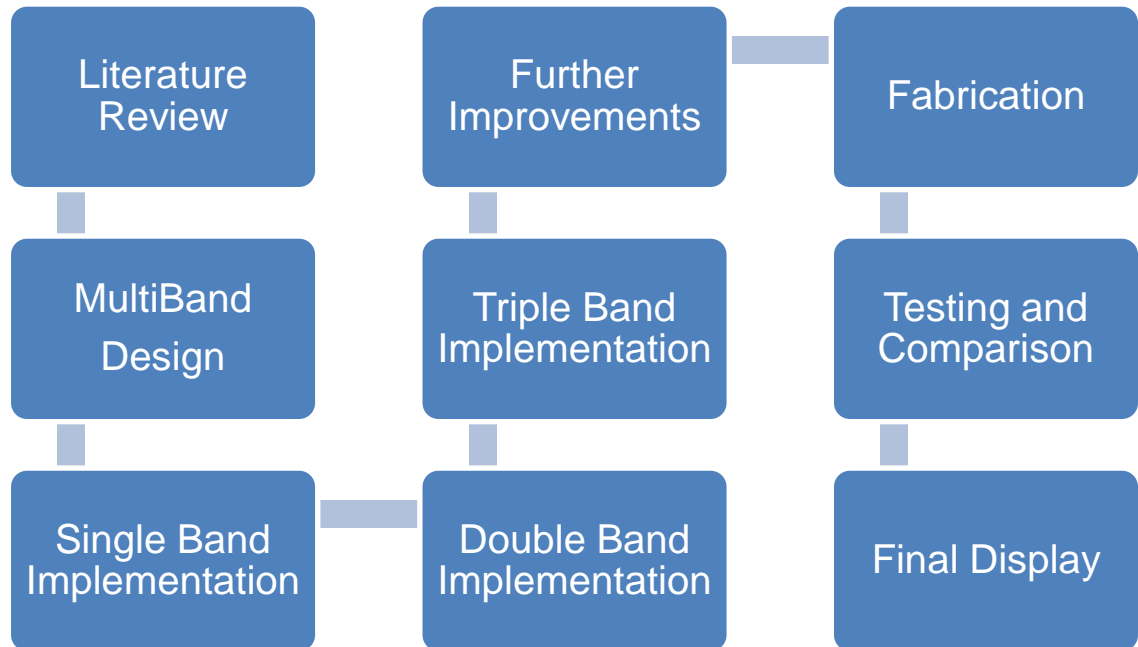 Literature
Review
MultiBand
Design
Single Band
Implementation
Double Band
Implementation
Triple Band
Implementation
Further
Improvements
Fabrication
Testing and
Comparison
Final Display